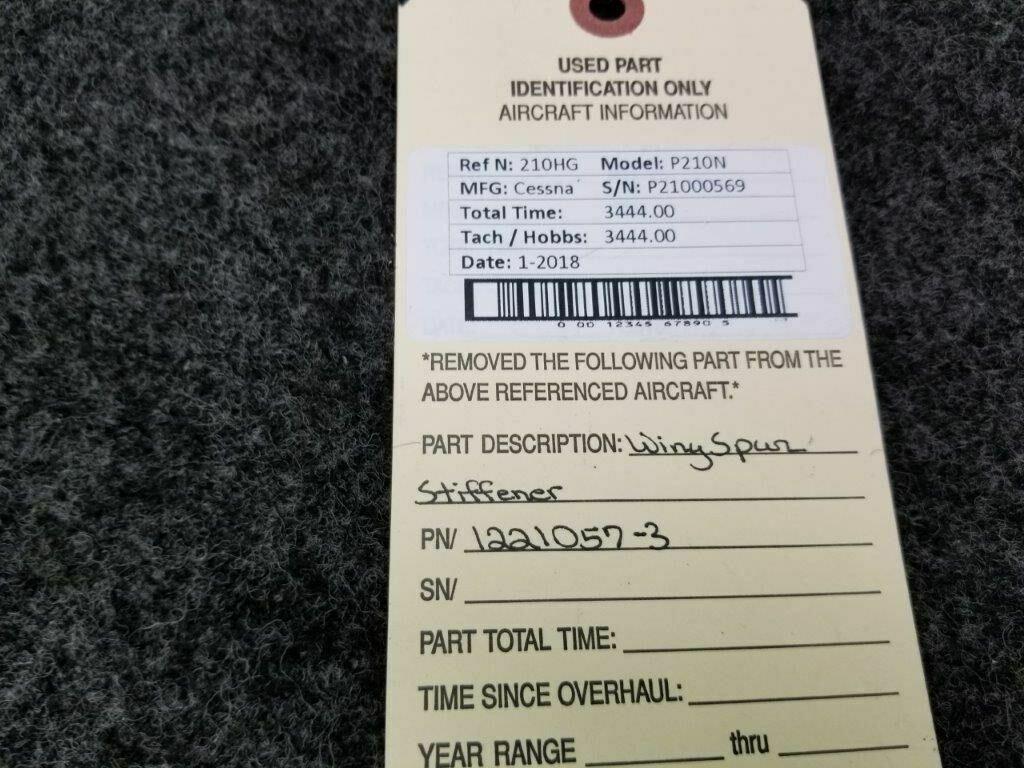 USED PART
IDENTIFICATION ONLY
AIRCRAFT INFORMATION
Ref N: 210HG Model: P210N
MFG: Cessna S/N: P21000569
Total Time: 3444.00
Tach / Hobbs: 3444.00
Date: 1-2018
0 00 12345 67890 5
*REMOVED THE FOLLOWING PART FROM THE
ABOVE REFERENCED AIRCRAFT.*
PART DESCRIPTION: Wing Spar
Stiffener
PN/ 1221057-3
SN/
PART TOTAL TIME:
TIME SINCE OVERHAUL:
YEAR RANGE thru